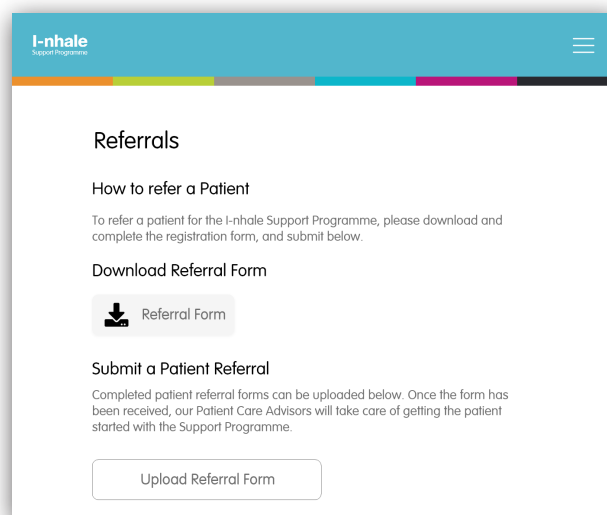 I-nhale
Support Programme
Referrals
How to refer a Patient
To refer a patient for the I-nhale Support Programme, please download and
complete the registration form, and submit below.
Download Referral Form
Referral Form
Submit a Patient Referral
Completed patient referral forms can be uploaded below. Once the form has
been received, our Patient Care Advisors will take care of getting the patient
started with the Support Programme.
Upload Referral Form